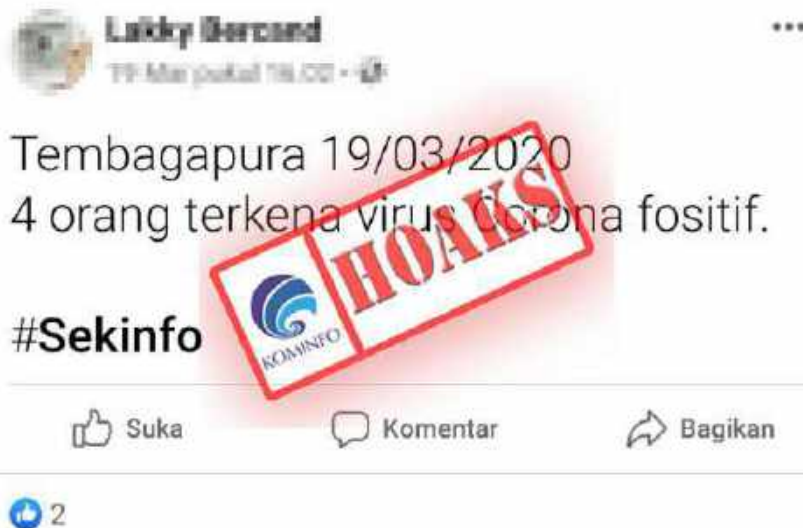 Tembagapura 19/03/2020
4 orang terkena virus Corona fositif.
HOAKS
KOMINFO
#Sekinfo
Suka
Komentar
Bagikan
2